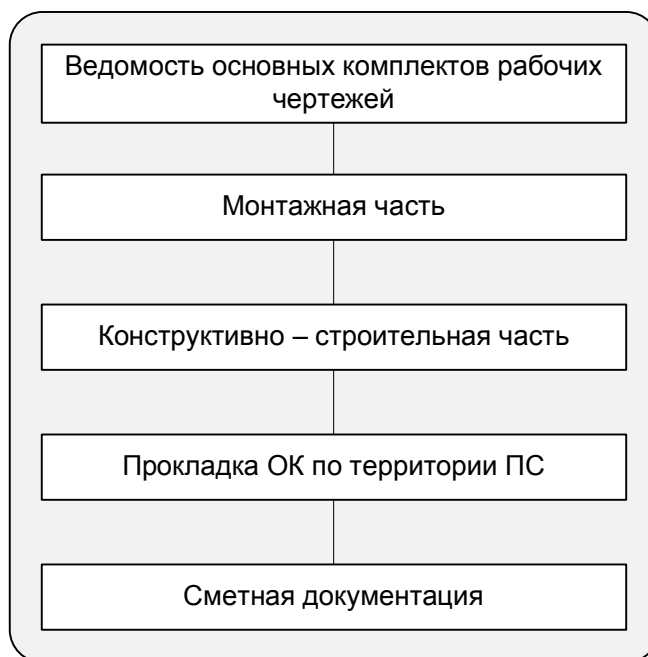 Ведомость основных комплектов рабочих
чертежей
Монтажная часть
Конструктивно – строительная часть
Прокладка ОК по территории ПС
Сметная документация